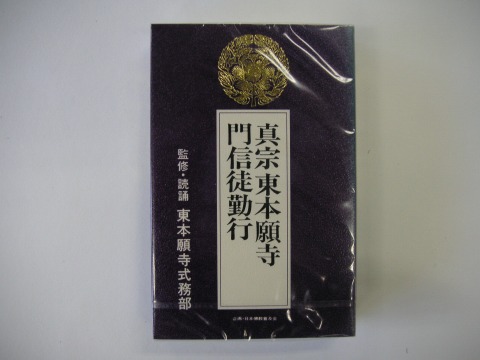 真宗 東本願寺
門信徒勤行
監修・読誦 東本願寺式務部